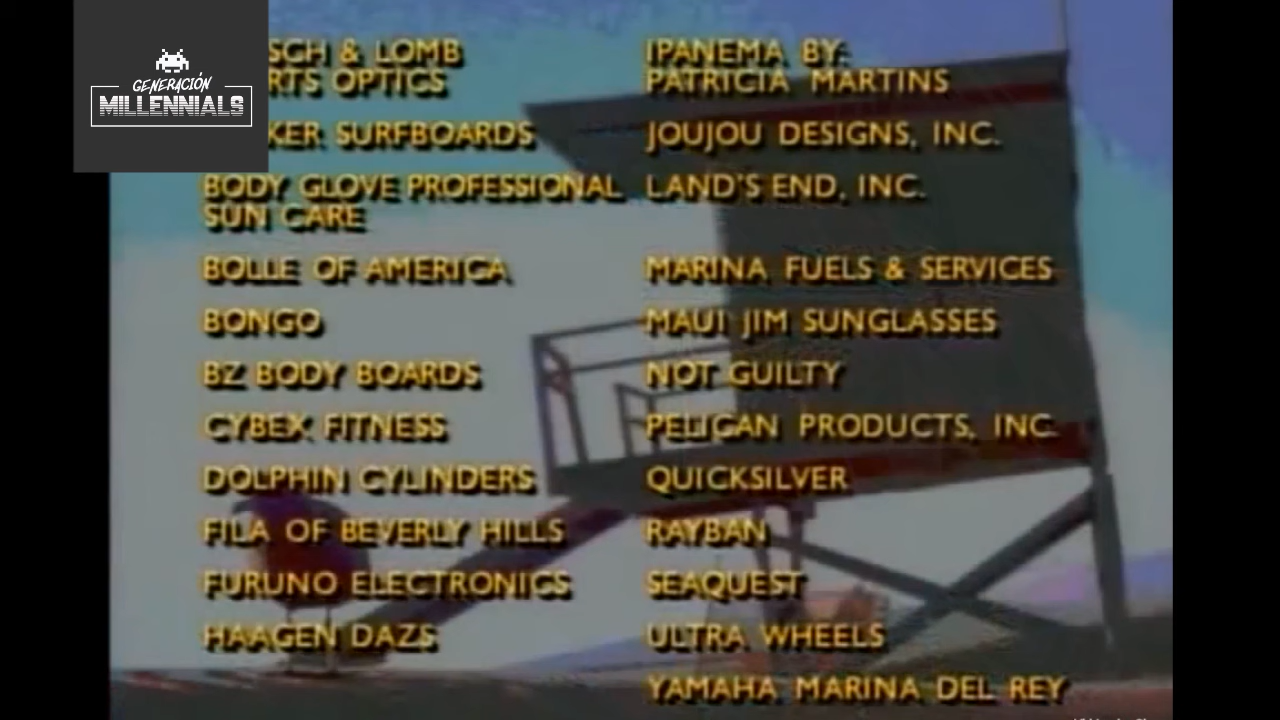 GENERACIÓN
MILLENNIALS
SCH & LOMB
RTS OPTICS
KER SURFBOARDS
BODY GLOVE PROFESSIONAL
SUN CARE
BOLLE OF AMERICA
BONGO
BZ BODY BOARDS
CYBEX FITNESS
DOLPHIN CYLINDERS
FILA OF BEVERLY HILLS
FURUNO ELECTRONICS
HAAGEN DAZS
IPANEMA BY:
PATRICIA MARTINS
JOUJOU DESIGNS, INC.
LAND'S END, INC.
MARINA FUELS & SERVICES
MAUI JIM SUNGLASSES
NOT GUILTY
PELICAN PRODUCTS, INC.
QUICKSILVER
RAYBAN
SEAQUEST
ULTRA WHEELS
YAMAHA MARINA DEL REY